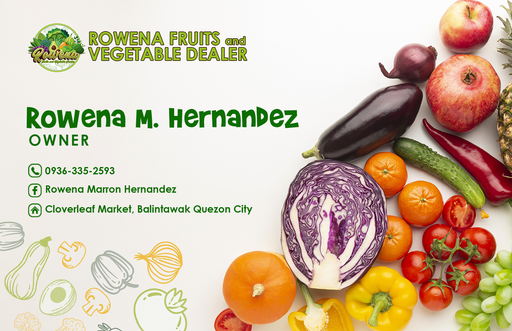 Rowena
ROWENA FRUITS and
VEGETABLE DEALER
Rowena M. Hernandez
OWNER
0936-335-2593
Rowena Marron Hernandez
Cloverleaf Market, Balintawak Quezon City